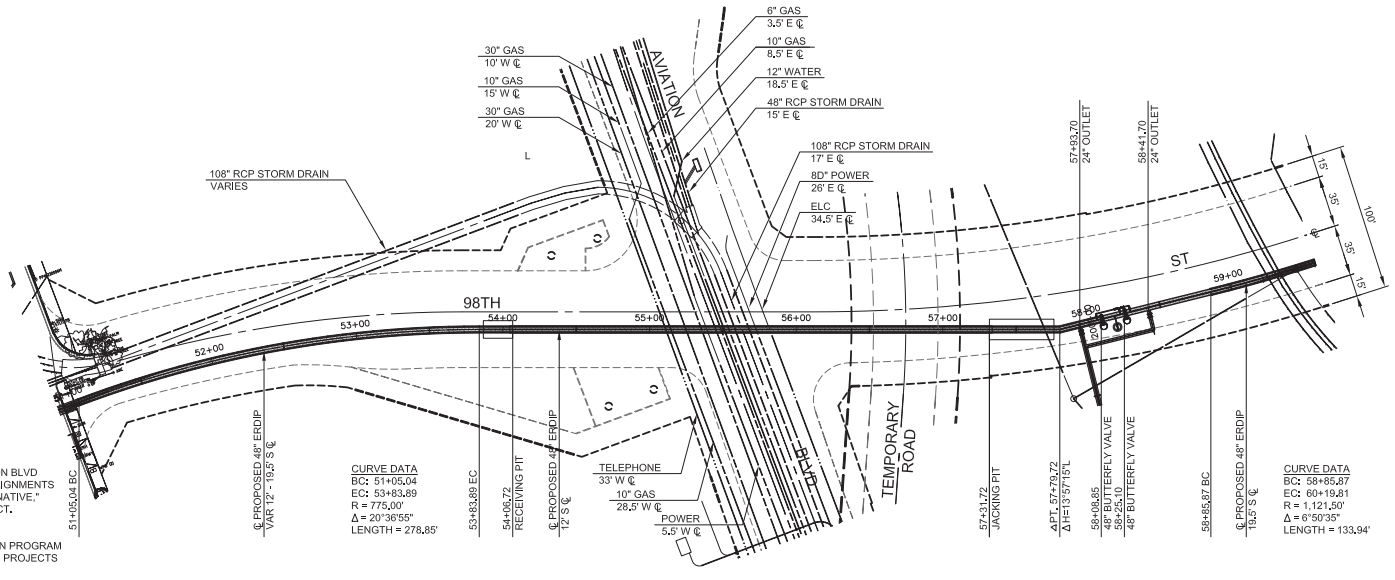 6" GAS
3.5' E ℄
10" GAS
8.5' E ℄
12" WATER
18.5' E ℄
48" RCP STORM DRAIN
15' E ℄
30" GAS
10' W ℄
10" GAS
15' W ℄
30" GAS
20' W ℄
AVIATION
L
108" RCP STORM DRAIN
VARIES
108" RCP STORM DRAIN
17' E ℄
8D" POWER
26' E ℄
ELC
34.5' E ℄
57+93.70
24" OUTLET
58+41.70
24" OUTLET
15'
35'
100'
℄
35'
15'
98TH
ST
52+00
53+00
54+00
55+00
56+00
57+00
58+00
59+00
20'
ON BLVD
IGNMENTS
NATIVE,"
CT.
N PROGRAM
PROJECTS
51+05.04 BC
℄ PROPOSED 48" ERDIP
VAR 12' - 19.5' S ℄
CURVE DATA
BC: 51+05.04
EC: 53+83.89
R = 775.00'
Δ = 20°36'55"
LENGTH = 278.85'
53+83.89 EC
54+06.72
RECEIVING PIT
℄ PROPOSED 48" ERDIP
12' S ℄
TELEPHONE
33' W ℄
10" GAS
28.5' W ℄
POWER
5.5' W ℄
BLVD
TEMPORARY
ROAD
57+31.72
JACKING PIT
∆PT. 57+79.72
∆H=13°57'15"L
58+08.85
48" BUTTERFLY VALVE
58+25.10
48" BUTTERFLY VALVE
58+85.87 BC
℄ PROPOSED 48" ERDIP
19.5' S ℄
CURVE DATA
BC: 58+85.87
EC: 60+19.81
R = 1,121.50'
Δ = 6°50'35"
LENGTH = 133.94'